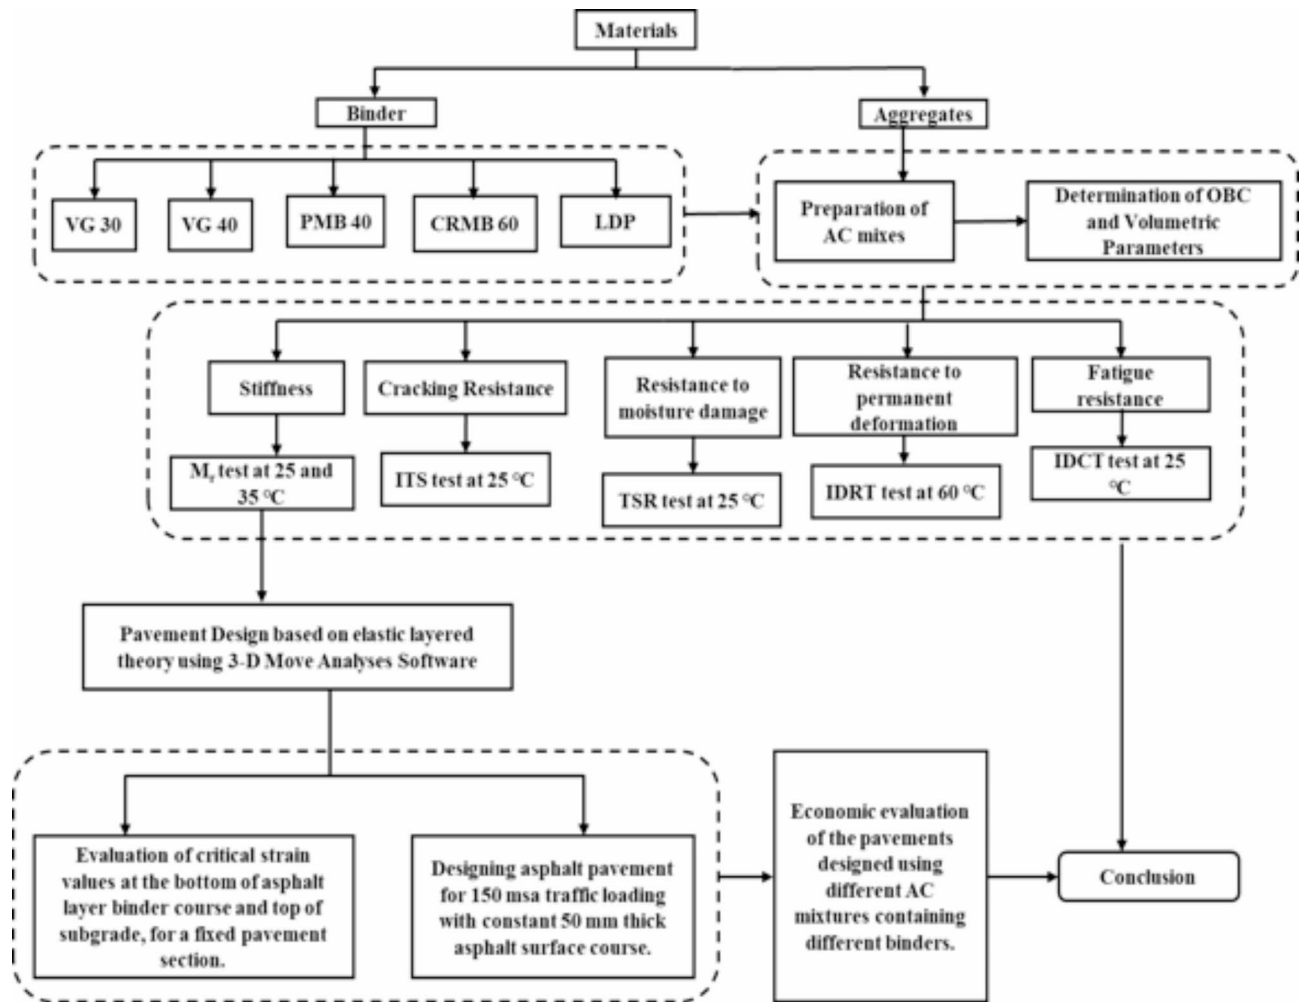 Materials
Binder
Aggregates
VG 30
VG 40
PMB 40
CRMB 60
LDP
Preparation of
AC mixes
Determination of OBC
and Volumetric
Parameters
Stiffness
Cracking Resistance
Resistance to
moisture damage
Resistance to
permanent
deformation
Fatigue
resistance
Mr test at 25 and
35 °C
ITS test at 25 °C
TSR test at 25 °C
IDRT test at 60 °C
IDCT test at 25
°C
Pavement Design based on elastic layered
theory using 3-D Move Analyses Software
Evaluation of critical strain
values at the bottom of asphalt
layer binder course and top of
subgrade, for a fixed pavement
section.
Designing asphalt pavement
for 150 msa traffic loading
with constant 50 mm thick
asphalt surface course.
Economic evaluation
of the pavements
designed using
different AC
mixtures containing
different binders.
Conclusion